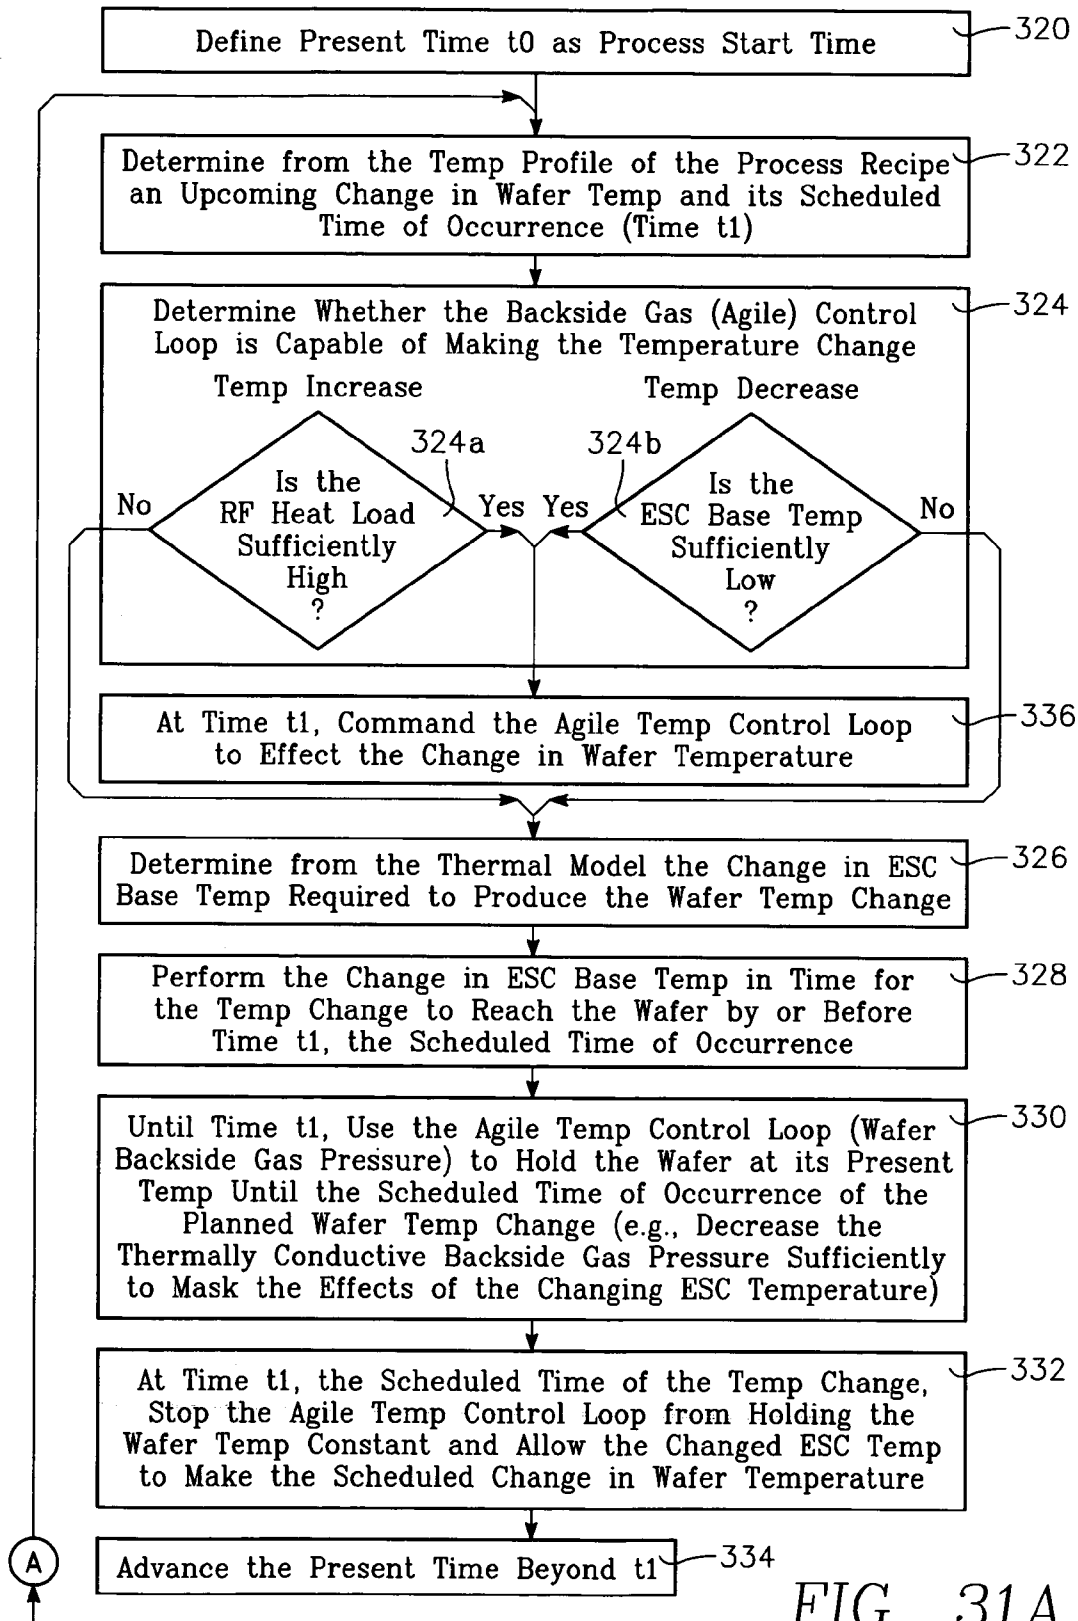 Define Present Time t0 as Process Start Time
320
Determine from the Temp Profile of the Process Recipe
an Upcoming Change in Wafer Temp and its Scheduled
Time of Occurrence (Time t1)
322
Determine Whether the Backside Gas (Agile) Control
Loop is Capable of Making the Temperature Change
324
Temp Increase
Temp Decrease
324a
324b
No
Is the
RF Heat Load
Sufficiently
High
?
Yes
Yes
Is the
ESC Base Temp
Sufficiently
Low
?
No
At Time t1, Command the Agile Temp Control Loop
to Effect the Change in Wafer Temperature
336
Determine from the Thermal Model the Change in ESC
Base Temp Required to Produce the Wafer Temp Change
326
Perform the Change in ESC Base Temp in Time for
the Temp Change to Reach the Wafer by or Before
Time t1, the Scheduled Time of Occurrence
328
Until Time t1, Use the Agile Temp Control Loop (Wafer
Backside Gas Pressure) to Hold the Wafer at its Present
Temp Until the Scheduled Time of Occurrence of the
Planned Wafer Temp Change (e.g., Decrease the
Thermally Conductive Backside Gas Pressure Sufficiently
to Mask the Effects of the Changing ESC Temperature)
330
At Time t1, the Scheduled Time of the Temp Change,
Stop the Agile Temp Control Loop from Holding the
Wafer Temp Constant and Allow the Changed ESC Temp
to Make the Scheduled Change in Wafer Temperature
332
A
Advance the Present Time Beyond t1
334
FIG. 31A